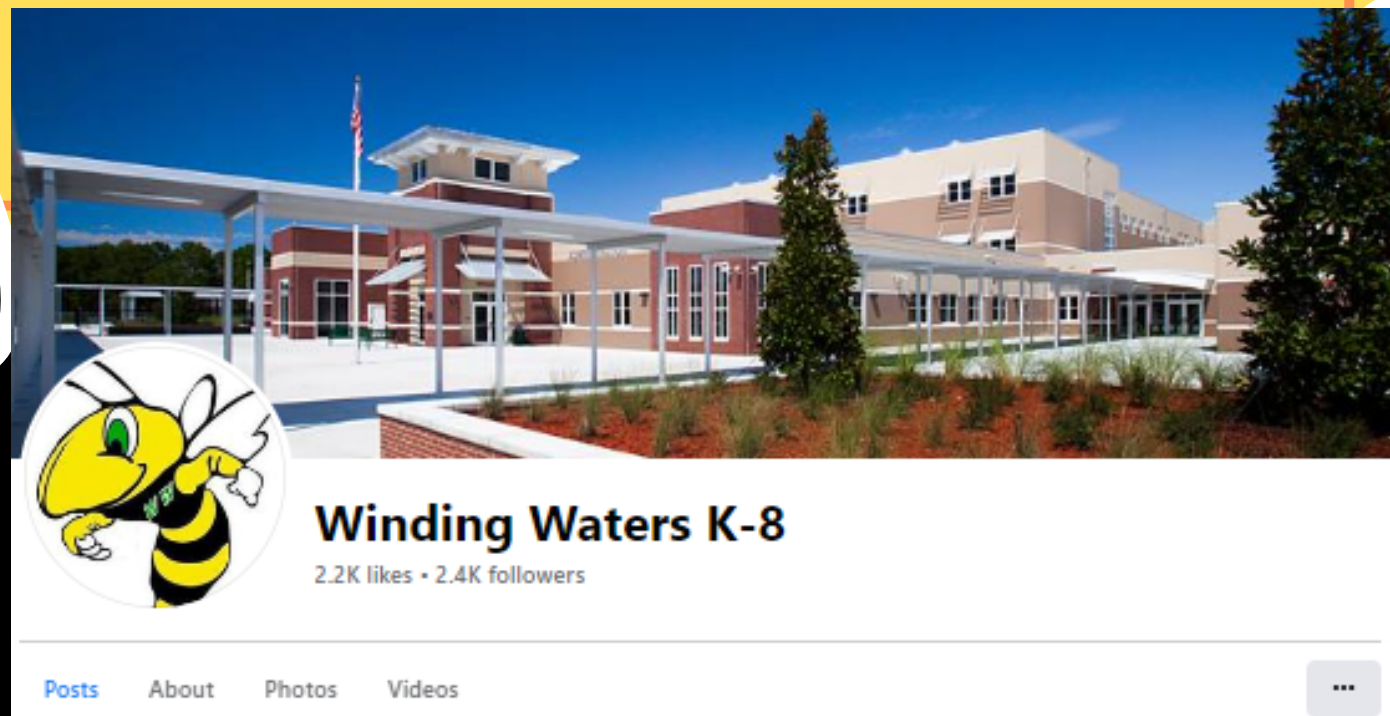 Winding Waters K-8
2.2K likes • 2.4K followers
Posts About Photos Videos